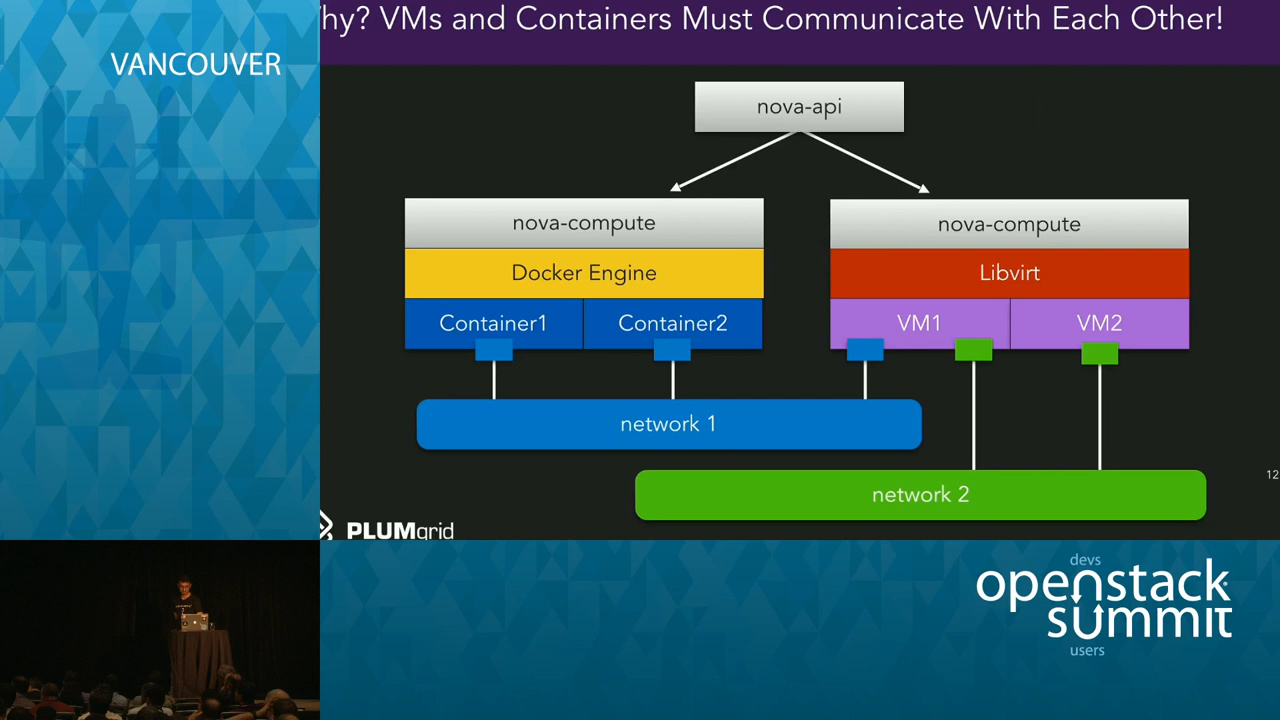 hy? VMs and Containers Must Communicate With Each Other!
VANCOUVER
nova-api
nova-compute
nova-compute
Docker Engine
Libvirt
Container1
Container2
VM1
VM2
network 1
network 2
12
PLUMgrid
devs
openstack
summit
users